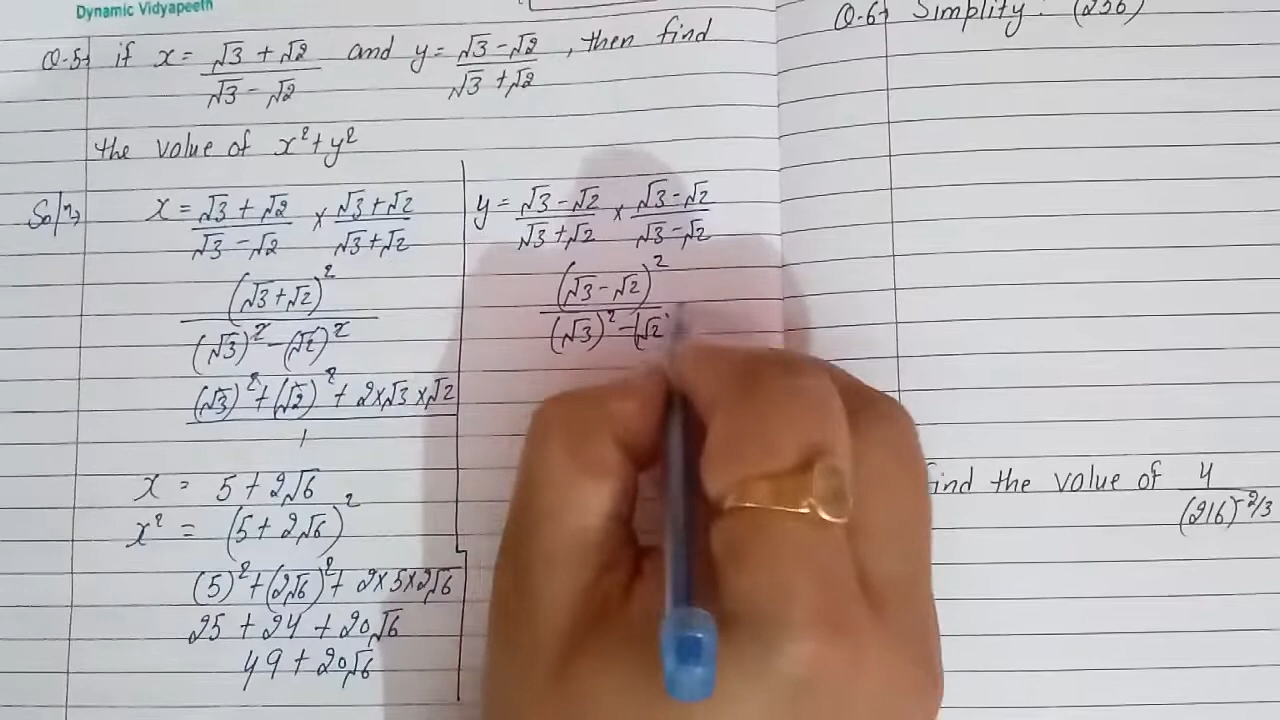 Dynamic Vidyapeeth
Q.5} if x = (√3 + √2)/(√3 - √2) and y = (√3 - √2)/(√3 + √2), then find
the value of x² + y²
Sol'n x = (√3 + √2)/(√3 - √2) × (√3 + √2)/(√3 + √2)
(√3 + √2)²
(√3)² - (√2)²
(√3)² + (√2)² + 2×√3×√2
1
x = 5 + 2√6
x² = (5 + 2√6)²
(5)² + (2√6)² + 2×5×2√6
25 + 24 + 20√6
49 + 20√6
y = (√3 - √2)/(√3 + √2) × (√3 - √2)/(√3 - √2)
(√3 - √2)²
(√3)² - (√2
Q.6} Simplity.
find the value of 4/(216)^-2/3